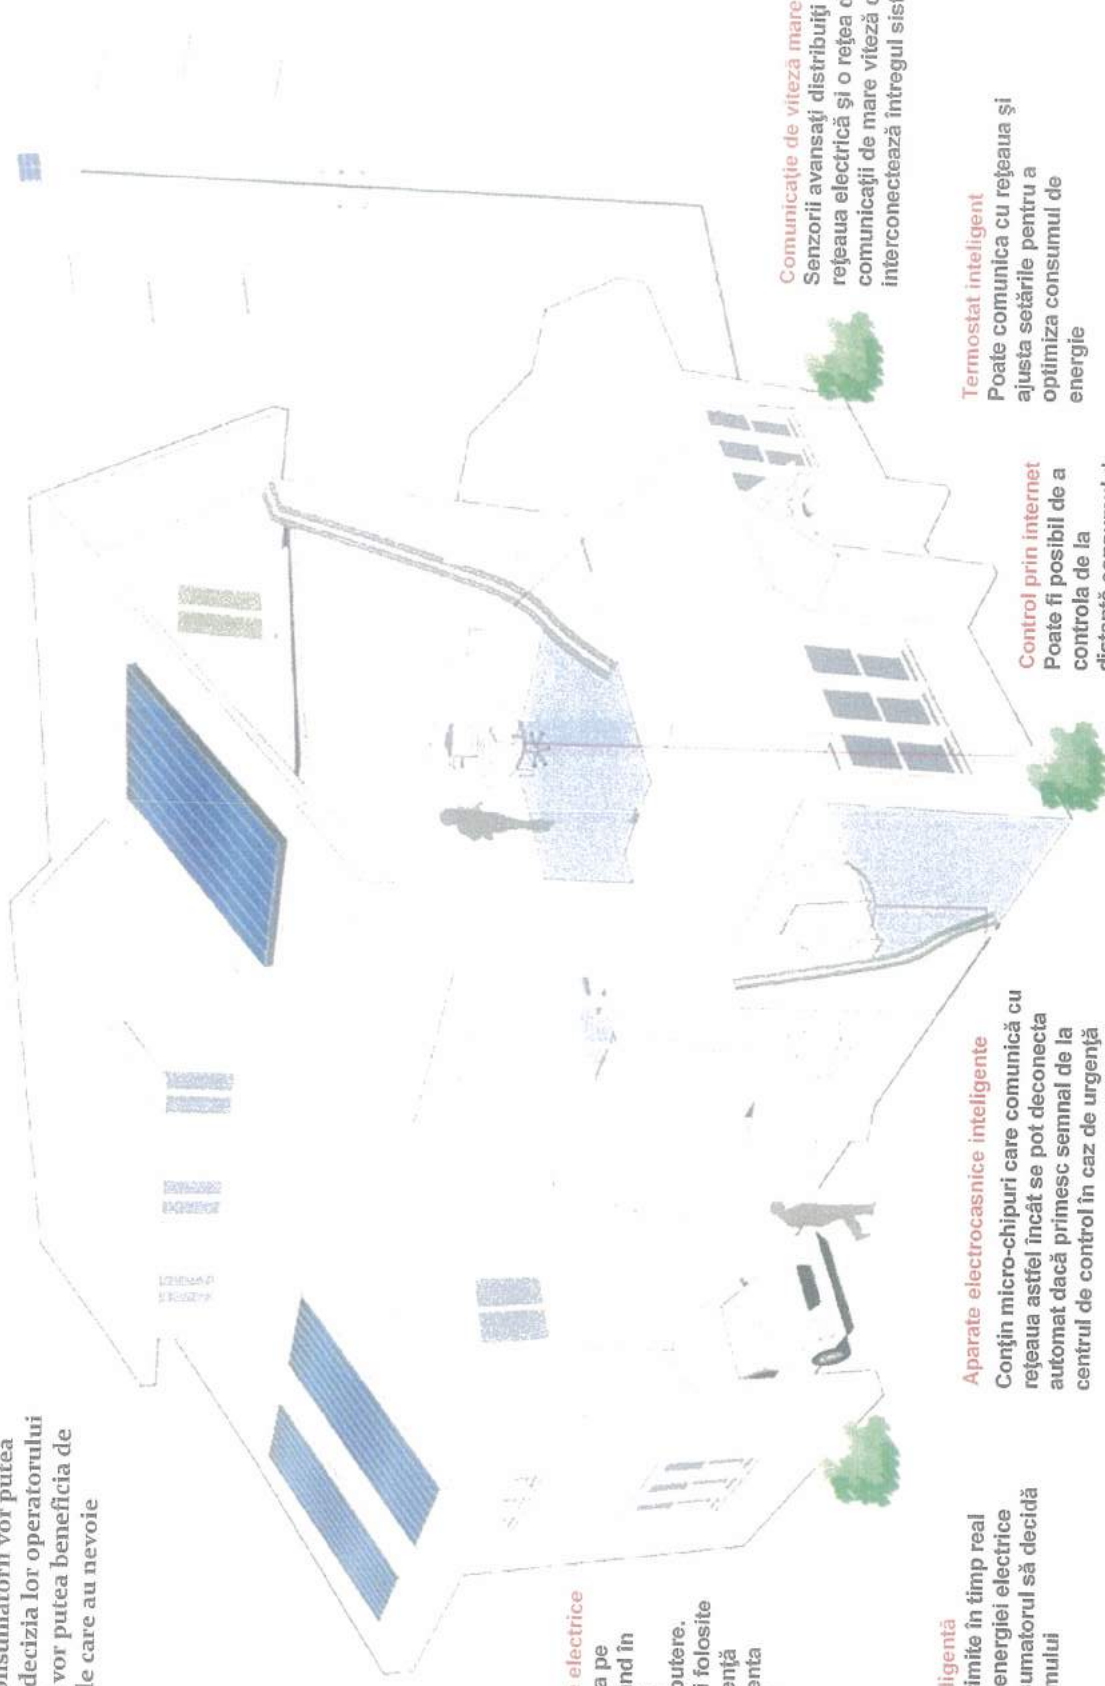 nsumatorii vor putea
decizia lor operatorului
vor putea beneficia de
le care au nevoie
electrice
a pe
ând în
putere.
i folosite
ență
enta
ligentă
imite în timp real
energiei electrice
umatorul să decidă
mului
Aparate electrocasnice inteligente
Conțin micro-chipuri care comunică cu
rețeaua astfel încât se pot deconecta
automat dacă primesc semnal de la
centrul de control în caz de urgență
Control prin internet
Poate fi posibil de a
controla de la
Termostat inteligent
Poate comunica cu rețeaua și
ajusta setările pentru a
optimiza consumul de
energie
Comunicație de viteză mare
Senzorii avansați distribuiți
rețeaua electrică și o rețea
comunicații de mare viteză
interconectează întregul sist